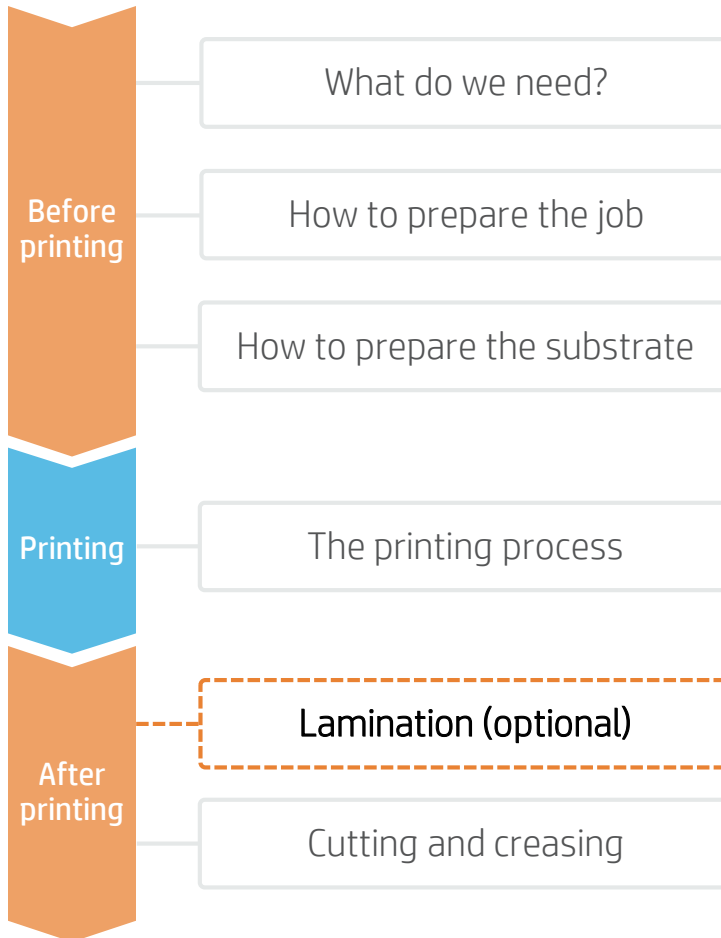 What do we need?
Before
printing
How to prepare the job
How to prepare the substrate
Printing
The printing process
Lamination (optional)
After
printing
Cutting and creasing